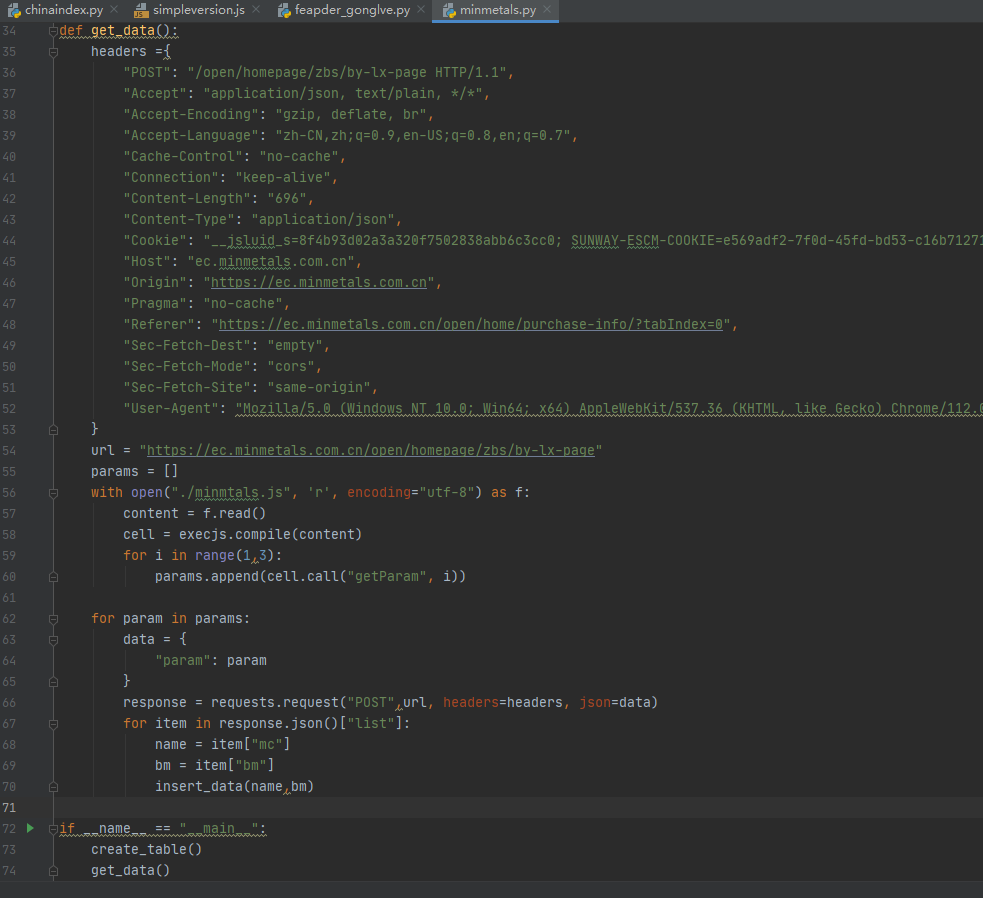 chinaindex.py simpleversion.js feapder_gonglve.py minmetals.py
34 def get_data():
35 headers ={
36 "POST": "/open/homepage/zbs/by-lx-page HTTP/1.1",
37 "Accept": "application/json, text/plain, */*",
38 "Accept-Encoding": "gzip, deflate, br",
39 "Accept-Language": "zh-CN,zh;q=0.9,en-US;q=0.8,en;q=0.7",
40 "Cache-Control": "no-cache",
41 "Connection": "keep-alive",
42 "Content-Length": "696",
43 "Content-Type": "application/json",
44 "Cookie": "__jsluid_s=8f4b93d02a3a320f7502838abb6c3cc0; SUNWAY-ESCM-COOKIE=e569adf2-7f0d-45fd-bd53-c16b71271
45 "Host": "ec.minmetals.com.cn",
46 "Origin": "https://ec.minmetals.com.cn",
47 "Pragma": "no-cache",
48 "Referer": "https://ec.minmetals.com.cn/open/home/purchase-info/?tabIndex=0",
49 "Sec-Fetch-Dest": "empty",
50 "Sec-Fetch-Mode": "cors",
51 "Sec-Fetch-Site": "same-origin",
52 "User-Agent": "Mozilla/5.0 (Windows NT 10.0; Win64; x64) AppleWebKit/537.36 (KHTML, like Gecko) Chrome/112.0
53 }
54 url = "https://ec.minmetals.com.cn/open/homepage/zbs/by-lx-page"
55 params = []
56 with open("./minmtals.js", 'r', encoding="utf-8") as f:
57 content = f.read()
58 cell = execjs.compile(content)
59 for i in range(1,3):
60 params.append(cell.call("getParam", i))
61
62 for param in params:
63 data = {
64 "param": param
65 }
66 response = requests.request("POST",url, headers=headers, json=data)
67 for item in response.json()["list"]:
68 name = item["mc"]
69 bm = item["bm"]
70 insert_data(name,bm)
71
72 if __name__ == "__main__":
73 create_table()
74 get_data()